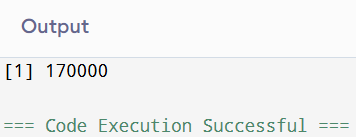 Output
[1] 170000
=== Code Execution Successful ===